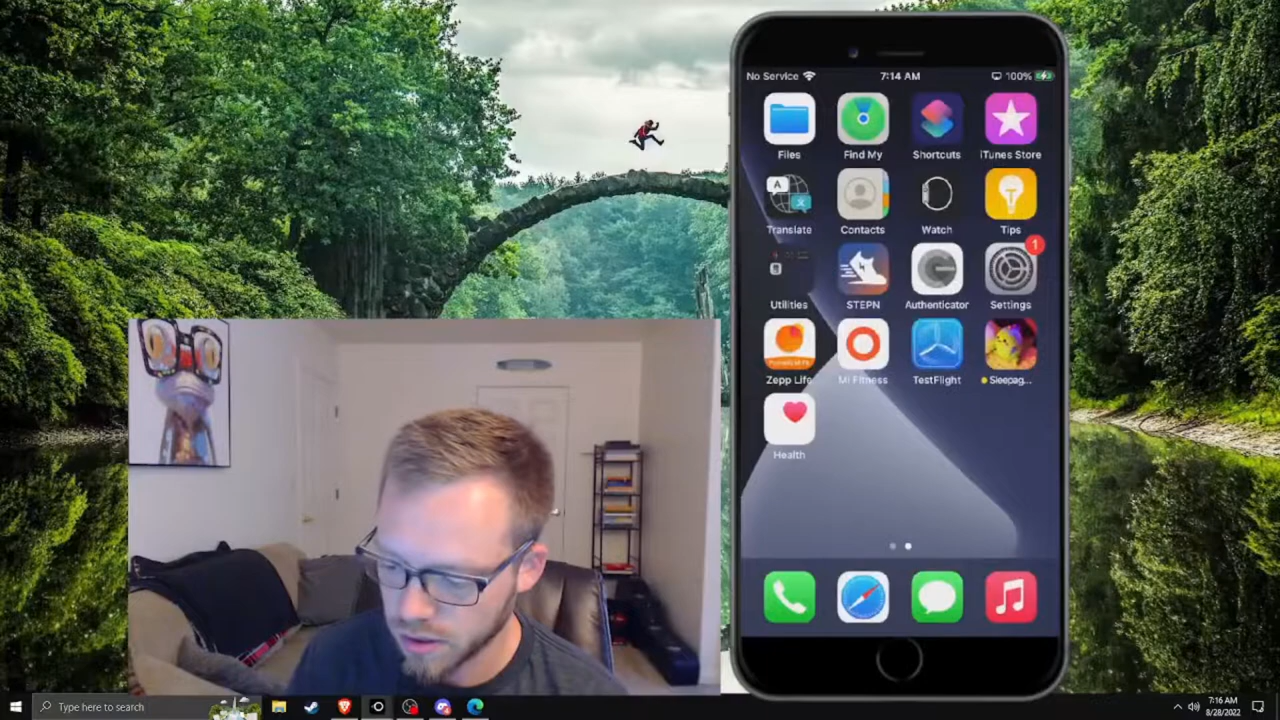 No Service
7:14 AM
100%
Files
Find My
Shortcuts
iTunes Store
Translate
Contacts
Watch
Tips
1
Utilities
STEPN
Authenticator
Settings
Zepp Life
Mi Fitness
TestFlight
Sleepag...
Health
Type here to search
7:16 AM
8/28/2022